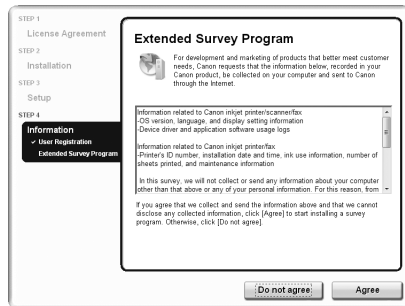 STEP 1
License Agreement
STEP 2
Installation
STEP 3
Setup
STEP 4
Information
✓ User Registration
Extended Survey Program
Extended Survey Program
For development and marketing of products that better meet customer
needs, Canon requests that the information below, recorded in your
Canon product, be collected on your computer and sent to Canon
through the Internet.
Information related to Canon inkjet printer/scanner/fax
-OS version, language, and display setting information
-Device driver and application software usage logs
Information related to Canon inkjet printer/fax
-Printer's ID number, installation date and time, ink use information, number of
sheets printed, and maintenance information
In this survey, we will not collect or send any information about your computer
other than that above or any of your personal information. For this reason, from
If you agree that we collect and send the information above and that we cannot
disclose any collected information, click [Agree] to start installing a survey
program. Otherwise, click [Do not agree].
Do not agree
Agree